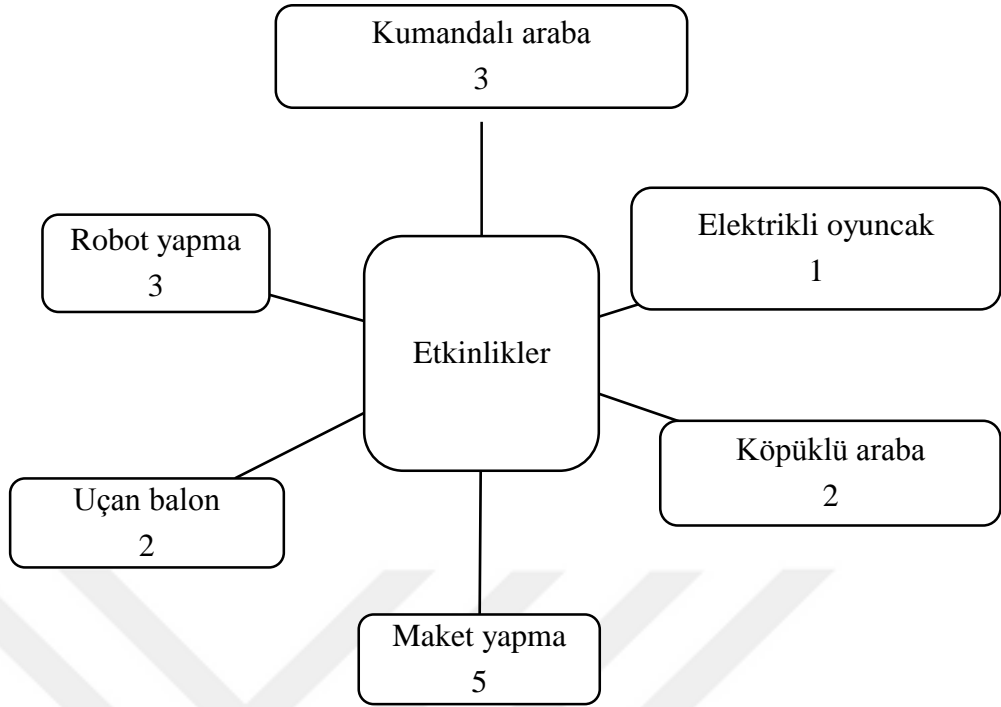 Kumandalı araba
3
Elektrikli oyuncak
1
Robot yapma
3
Etkinlikler
Köpüklü araba
2
Uçan balon
2
Maket yapma
5